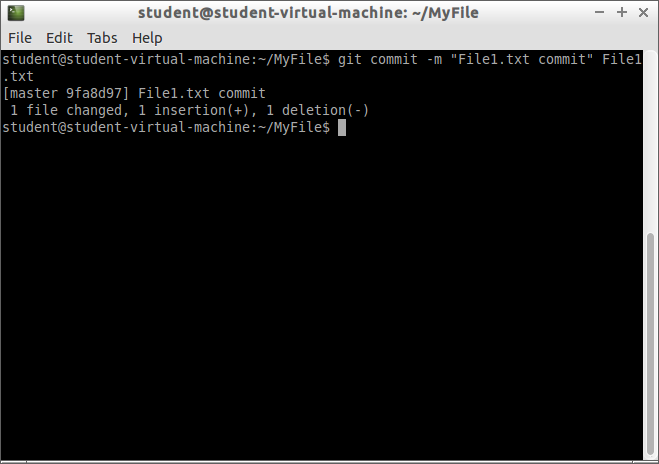 student@student-virtual-machine: ~/MyFile
File Edit Tabs Help
student@student-virtual-machine:~/MyFile$ git commit -m "File1.txt commit" File1
.txt
[master 9fa8d97] File1.txt commit
 1 file changed, 1 insertion(+), 1 deletion(-)
student@student-virtual-machine:~/MyFile$